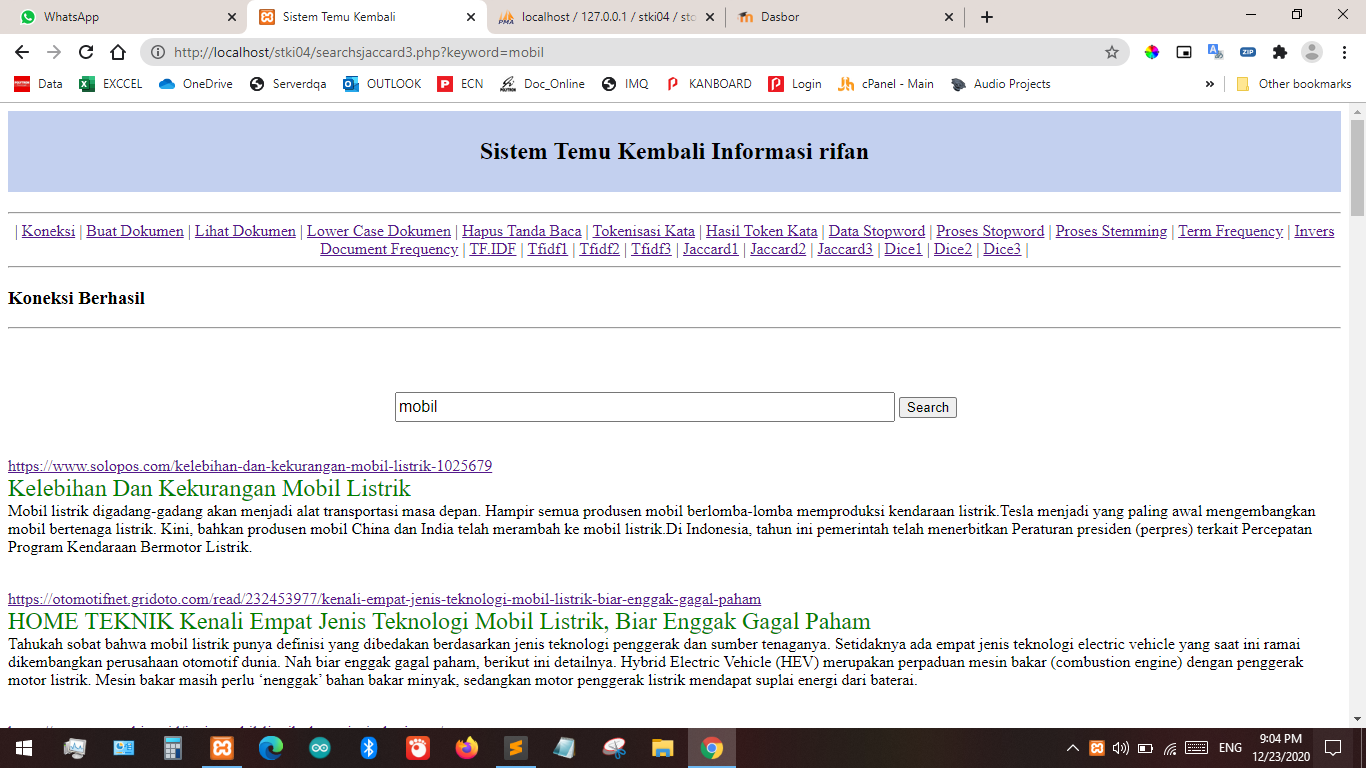 WhatsApp
Sistem Temu Kembali
localhost / 127.0.0.1 / stki04 / sto
Dasbor
http://localhost/stki04/searchsjaccard3.php?keyword=mobil
Data
EXCCEL
OneDrive
Serverdqa
OUTLOOK
ECN
Doc_Online
IMQ
KANBOARD
Login
cPanel - Main
Audio Projects
»
Other bookmarks
Sistem Temu Kembali Informasi rifan
| Koneksi | Buat Dokumen | Lihat Dokumen | Lower Case Dokumen | Hapus Tanda Baca | Tokenisasi Kata | Hasil Token Kata | Data Stopword | Proses Stopword | Proses Stemming | Term Frequency | Invers
Document Frequency | TF.IDF | Tfidf1 | Tfidf2 | Tfidf3 | Jaccard1 | Jaccard2 | Jaccard3 | Dice1 | Dice2 | Dice3 |
Koneksi Berhasil
mobil
Search
https://www.solopos.com/kelebihan-dan-kekurangan-mobil-listrik-1025679
Kelebihan Dan Kekurangan Mobil Listrik
Mobil listrik digadang-gadang akan menjadi alat transportasi masa depan. Hampir semua produsen mobil berlomba-lomba memproduksi kendaraan listrik.Tesla menjadi yang paling awal mengembangkan
mobil bertenaga listrik. Kini, bahkan produsen mobil China dan India telah merambah ke mobil listrik.Di Indonesia, tahun ini pemerintah telah menerbitkan Peraturan presiden (perpres) terkait Percepatan
Program Kendaraan Bermotor Listrik.
https://otomotifnet.gridoto.com/read/232453977/kenali-empat-jenis-teknologi-mobil-listrik-biar-enggak-gagal-paham
HOME TEKNIK Kenali Empat Jenis Teknologi Mobil Listrik, Biar Enggak Gagal Paham
Tahukah sobat bahwa mobil listrik punya definisi yang dibedakan berdasarkan jenis teknologi penggerak dan sumber tenaganya. Setidaknya ada empat jenis teknologi electric vehicle yang saat ini ramai
dikembangkan perusahaan otomotif dunia. Nah biar enggak gagal paham, berikut ini detailnya. Hybrid Electric Vehicle (HEV) merupakan perpaduan mesin bakar (combustion engine) dengan penggerak
motor listrik. Mesin bakar masih perlu ‘nenggak’ bahan bakar minyak, sedangkan motor penggerak listrik mendapat suplai energi dari baterai.
ENG
9:04 PM
12/23/2020